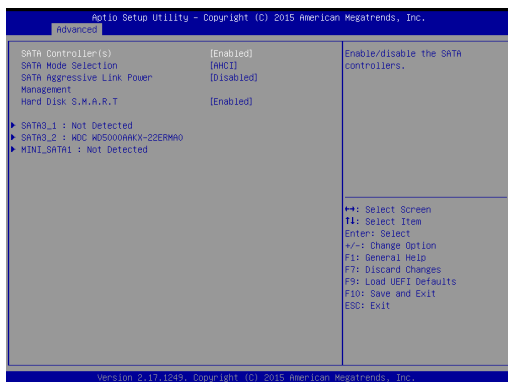 Aptio Setup Utility – Copyright (C) 2015 American Megatrends, Inc.
Advanced
SATA Controller(s) [Enabled]
SATA Mode Selection [AHCI]
SATA Aggressive Link Power [Disabled]
Management
Hard Disk S.M.A.R.T [Enabled]
SATA3_1 : Not Detected
SATA3_2 : WDC WD5000AAKX-22ERMA0
MINI_SATA1 : Not Detected
Enable/disable the SATA
controllers.
↔: Select Screen
↑↓: Select Item
Enter: Select
+/-: Change Option
F1: General Help
F7: Discard Changes
F9: Load UEFI Defaults
F10: Save and Exit
ESC: Exit
Version 2.17.1249. Copyright (C) 2015 American Megatrends, Inc.